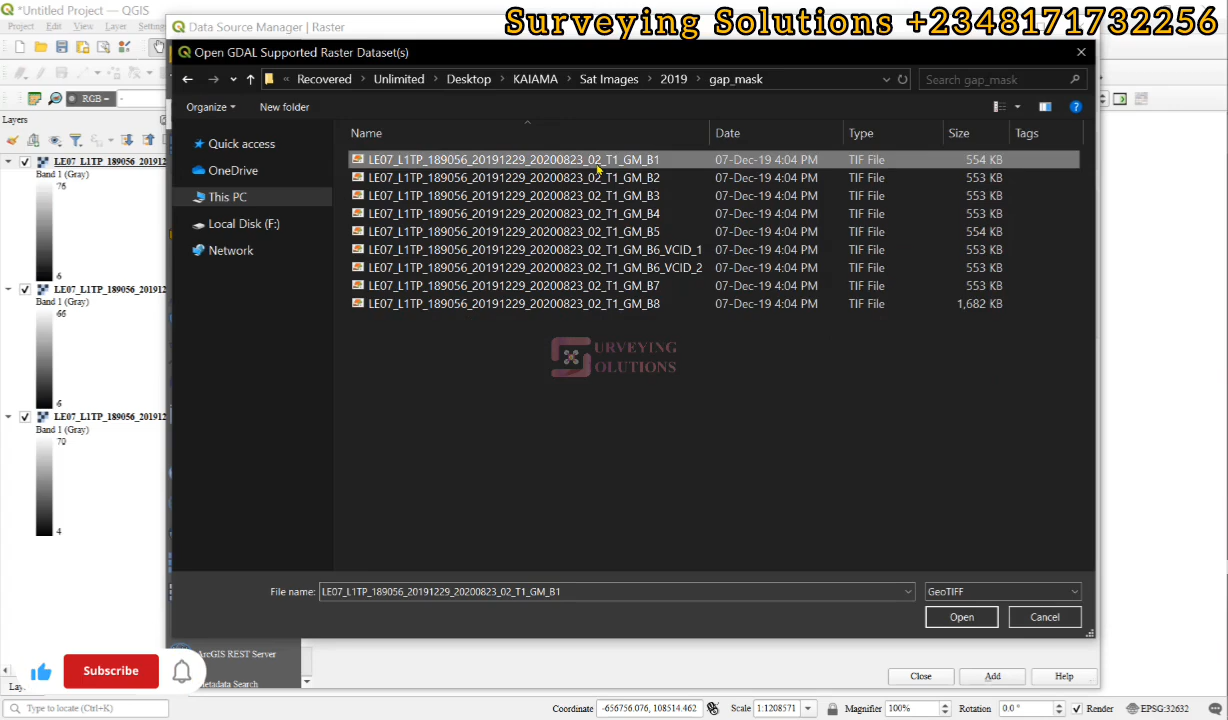 *Untitled Project — QGIS
Data Source Manager | Raster
Surveying Solutions +2348171732256
Project Edit View Layer Setting
Open GDAL Supported Raster Dataset(s)
« Recovered > Unlimited > Desktop > KAIAMA > Sat Images > 2019 > gap_mask
Search gap_mask
RGB
Organize
New folder
Layers
Name Date Type Size Tags
Quick access
OneDrive
This PC
Local Disk (F:)
Network
LE07_L1TP_189056_20191229_20200823_02_T1_GM_B1 07-Dec-19 4:04 PM TIF File 554 KB
LE07_L1TP_189056_20191229_20200823_02_T1_GM_B2 07-Dec-19 4:04 PM TIF File 553 KB
LE07_L1TP_189056_20191229_20200823_02_T1_GM_B3 07-Dec-19 4:04 PM TIF File 553 KB
LE07_L1TP_189056_20191229_20200823_02_T1_GM_B4 07-Dec-19 4:04 PM TIF File 553 KB
LE07_L1TP_189056_20191229_20200823_02_T1_GM_B5 07-Dec-19 4:04 PM TIF File 554 KB
LE07_L1TP_189056_20191229_20200823_02_T1_GM_B6_VCID_1 07-Dec-19 4:04 PM TIF File 553 KB
LE07_L1TP_189056_20191229_20200823_02_T1_GM_B6_VCID_2 07-Dec-19 4:04 PM TIF File 553 KB
LE07_L1TP_189056_20191229_20200823_02_T1_GM_B7 07-Dec-19 4:04 PM TIF File 553 KB
LE07_L1TP_189056_20191229_20200823_02_T1_GM_B8 07-Dec-19 4:04 PM TIF File 1,682 KB
LE07_L1TP_189056_201912
Band 1 (Gray)
76
6
LE07_L1TP_189056_201912
Band 1 (Gray)
66
6
LE07_L1TP_189056_201912
Band 1 (Gray)
70
4
SURVEYING
SOLUTIONS
File name: LE07_L1TP_189056_20191229_20200823_02_T1_GM_B1
GeoTIFF
Open Cancel
ArcGIS REST Server
Metadata Search
Subscribe
Close Add Help
Type to locate (Ctrl+K)
Coordinate -656756.076, 108514.462
Scale 1:1208571
Magnifier 100%
Rotation 0.0 °
Render
EPSG:32632